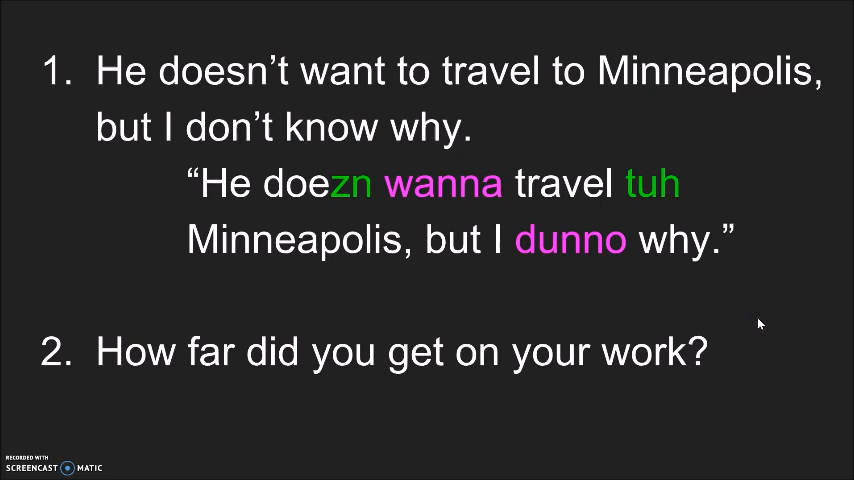 1. He doesn’t want to travel to Minneapolis,
but I don’t know why.
“He doezn wanna travel tuh
Minneapolis, but I dunno why.”
2. How far did you get on your work?
RECORDED WITH
SCREENCAST MATIC